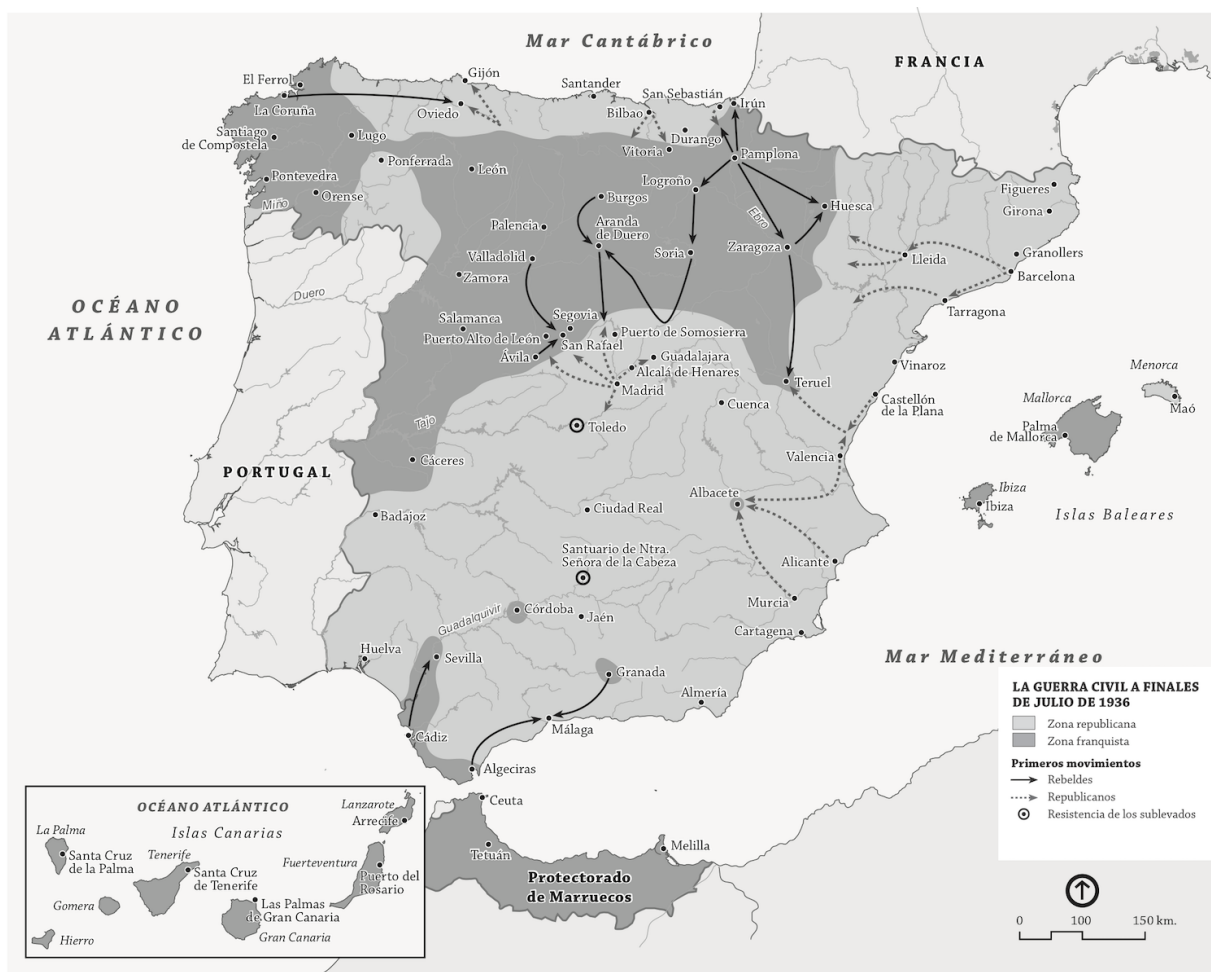 Mar Cantábrico
FRANCIA
El Ferrol
La Coruña
Gijón
Oviedo
Santander
San Sebastián
Irún
Bilbao
Durango
Vitoria
Santiago
de Compostela
Lugo
Ponferrada
León
Pamplona
Pontevedra
Orense
Miño
Logroño
Burgos
Palencia
Aranda
de Duero
Ebro
Huesca
Figueres
Girona
Valladolid
Soria
Zaragoza
Lleida
Granollers
Barcelona
Zamora
Duero
OCÉANO
ATLÁNTICO
Tarragona
Salamanca
Segovia
Puerto Alto de León
San Rafael
Puerto de Somosierra
Ávila
Guadalajara
Alcalá de Henares
Madrid
Teruel
Vinaroz
Castellón
de la Plana
Cuenca
Toledo
Tajo
Menorca
Maó
Mallorca
Palma
de Mallorca
PORTUGAL
Cáceres
Valencia
Albacete
Ibiza
Ibiza
Islas Baleares
Badajoz
Ciudad Real
Santuario de Ntra.
Señora de la Cabeza
Alicante
Murcia
Cartagena
Guadalquivir
Córdoba
Jaén
Huelva
Sevilla
Granada
Almería
Mar Mediterráneo
Cádiz
Málaga
Algeciras
Ceuta
Tetuán
Melilla
Protectorado
de Marruecos
LA GUERRA CIVIL A FINALES
DE JULIO DE 1936
Zona republicana
Zona franquista
Primeros movimientos
Rebeldes
Republicanos
Resistencia de los sublevados
0 100 150 km.
OCÉANO ATLÁNTICO
Islas Canarias
Lanzarote
Arrecife
La Palma
Santa Cruz
de la Palma
Tenerife
Santa Cruz
de Tenerife
Fuerteventura
Puerto del
Rosario
Gomera
Las Palmas
de Gran Canaria
Gran Canaria
Hierro